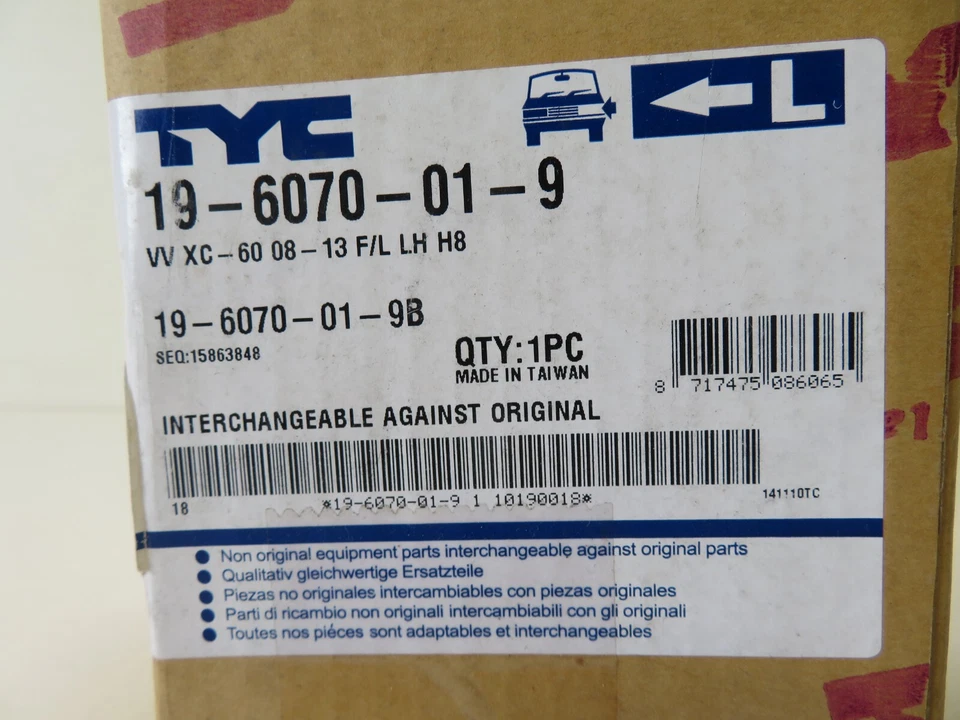 TYC
L
19-6070-01-9
VV XC-60 08-13 F/L LH H8
19-6070-01-9B
SEQ:15863848
QTY:1PC
MADE IN TAIWAN
8 717475 086065
INTERCHANGEABLE AGAINST ORIGINAL
18
*19-6070-01-9 1 10190018*
141110TC
● Non original equipment parts interchangeable against original parts
● Qualitativ gleichwertige Ersatzteile
● Piezas no originales intercambiables con piezas originales
● Parti di ricambio non originali intercambiabili con gli originali
● Toutes nos piéces sont adaptables et interchangeables